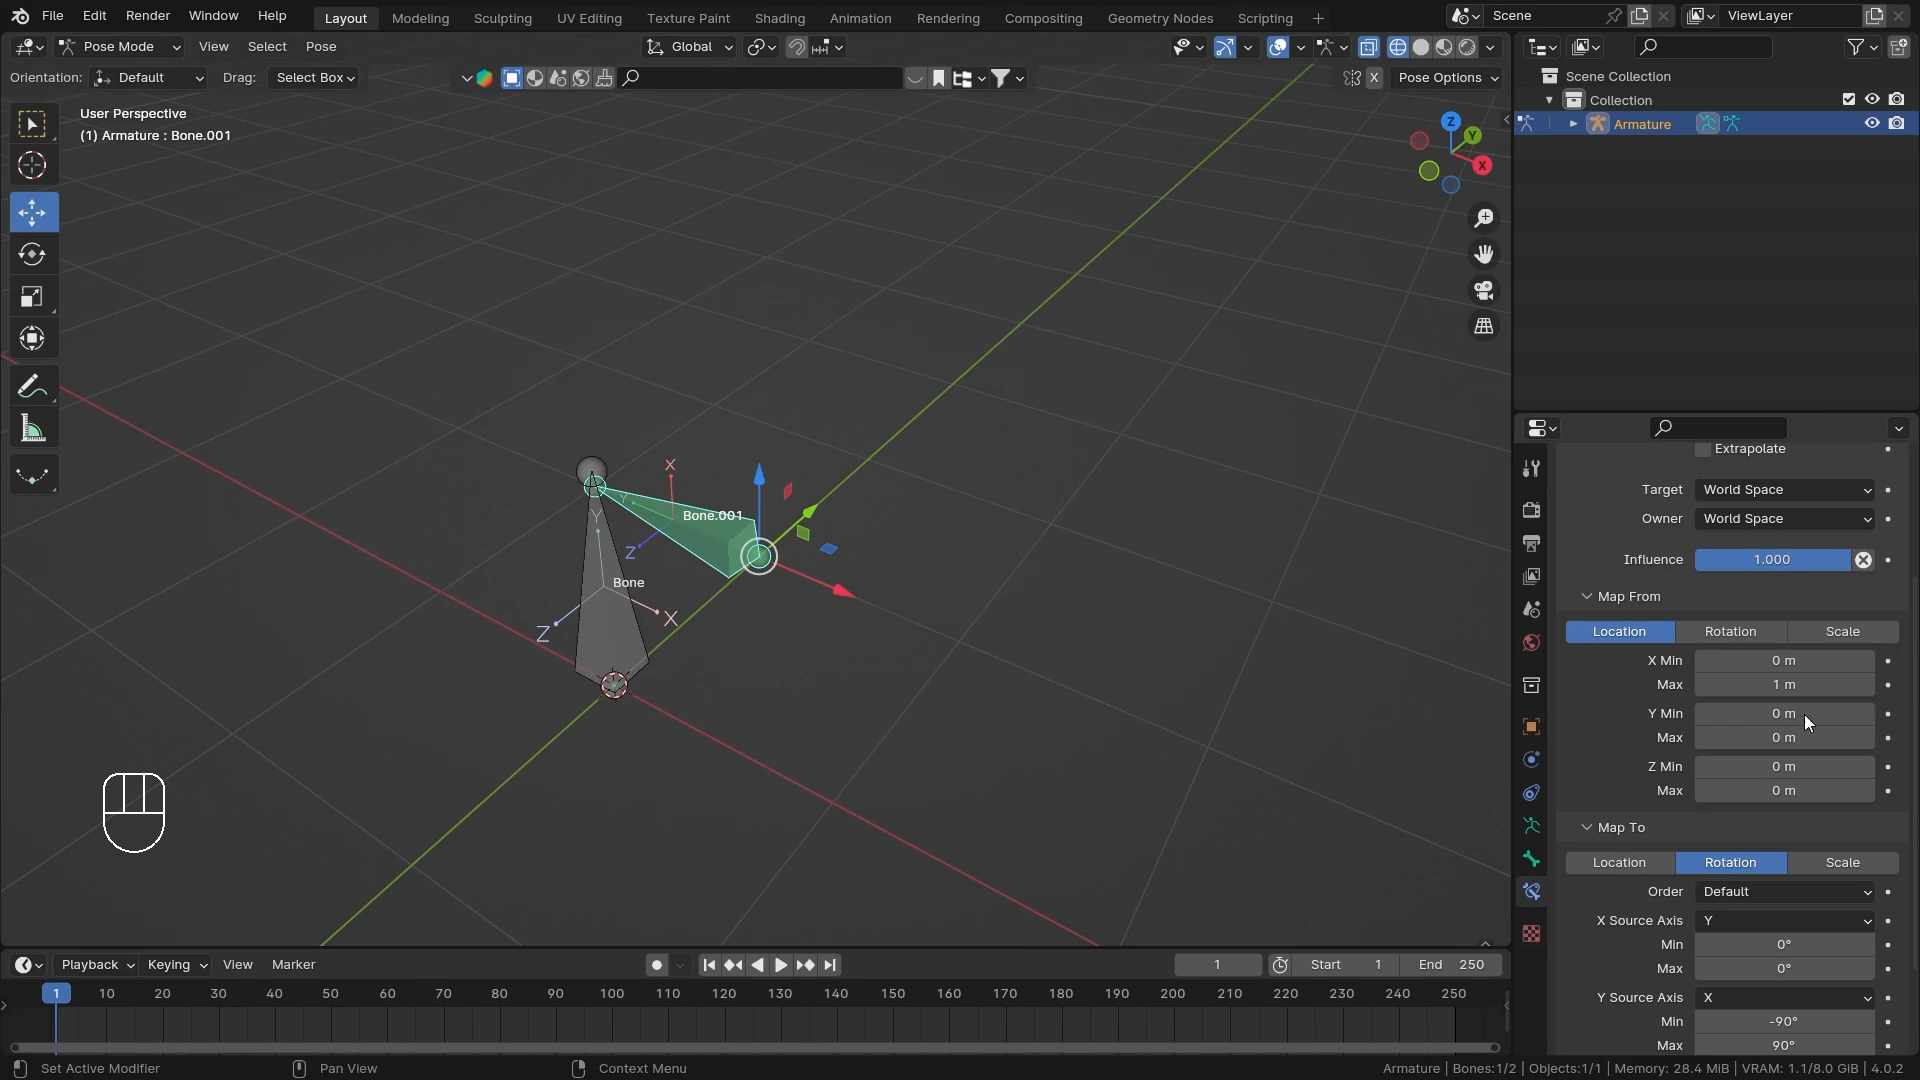 File Edit Render Window Help Layout Modeling Sculpting UV Editing Texture Paint Shading Animation Rendering Compositing Geometry Nodes Scripting + Scene ViewLayer
Pose Mode View Select Pose Global
Orientation: Default Drag: Select Box X Pose Options
User Perspective
(1) Armature : Bone.001
Z
Y
X
Scene Collection
Collection
Armature
X
Y
Bone.001
Z
Y
Bone
X
Z
Extrapolate
Target World Space
Owner World Space
Influence 1.000
Map From
Location Rotation Scale
X Min 0 m
Max 1 m
Y Min 0 m
Max 0 m
Z Min 0 m
Max 0 m
Map To
Location Rotation Scale
Order Default
X Source Axis Y
Min 0°
Max 0°
Y Source Axis X
Min -90°
Max 90°
Playback Keying View Marker 1 Start 1 End 250
1 10 20 30 40 50 60 70 80 90 100 110 120 130 140 150 160 170 180 190 200 210 220 230 240 250
Set Active Modifier Pan View Context Menu Armature | Bones:1/2 | Objects:1/1 | Memory: 28.4 MiB | VRAM: 1.1/8.0 GiB | 4.0.2